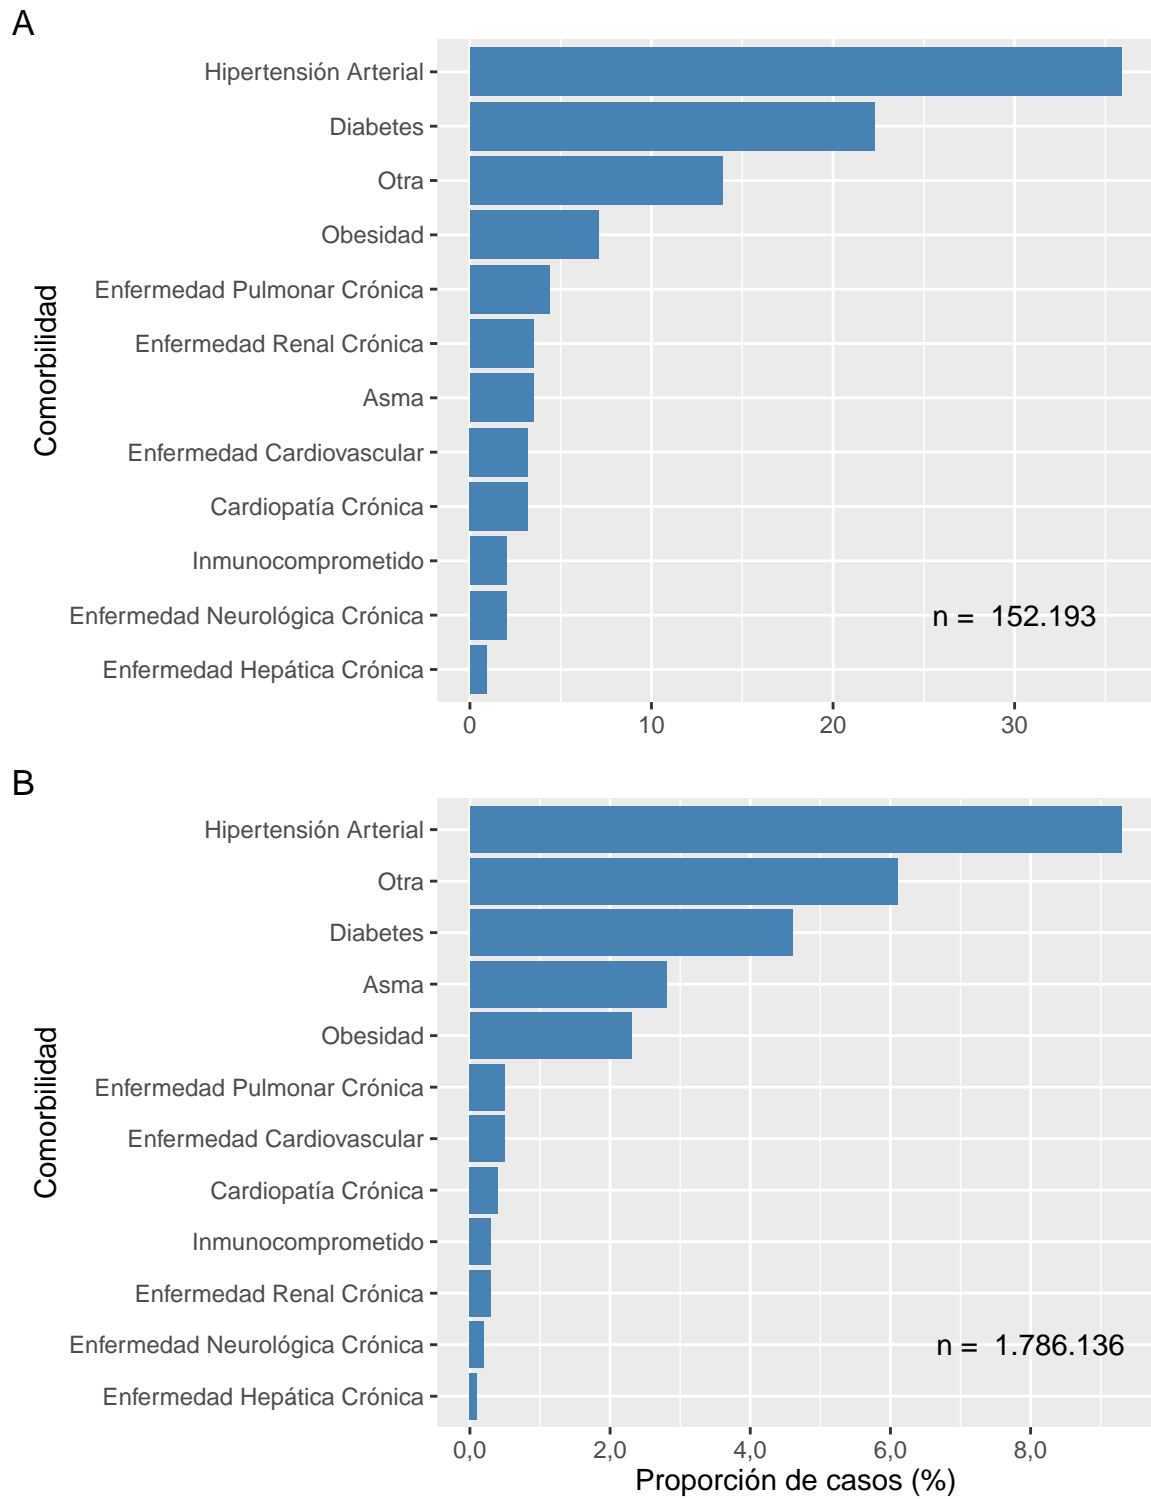 A
Hipertensión Arterial
Diabetes
Otra
Obesidad
Enfermedad Pulmonar Crónica
Enfermedad Renal Crónica
Asma
Enfermedad Cardiovascular
Cardiopatía Crónica
Inmunocomprometido
Enfermedad Neurológica Crónica
Enfermedad Hepática Crónica
Comorbilidad
n = 152.193
0 10 20 30
B
Hipertensión Arterial
Otra
Diabetes
Asma
Obesidad
Enfermedad Pulmonar Crónica
Enfermedad Cardiovascular
Cardiopatía Crónica
Inmunocomprometido
Enfermedad Renal Crónica
Enfermedad Neurológica Crónica
Enfermedad Hepática Crónica
Comorbilidad
n = 1.786.136
0,0 2,0 4,0 6,0 8,0
Proporción de casos (%)